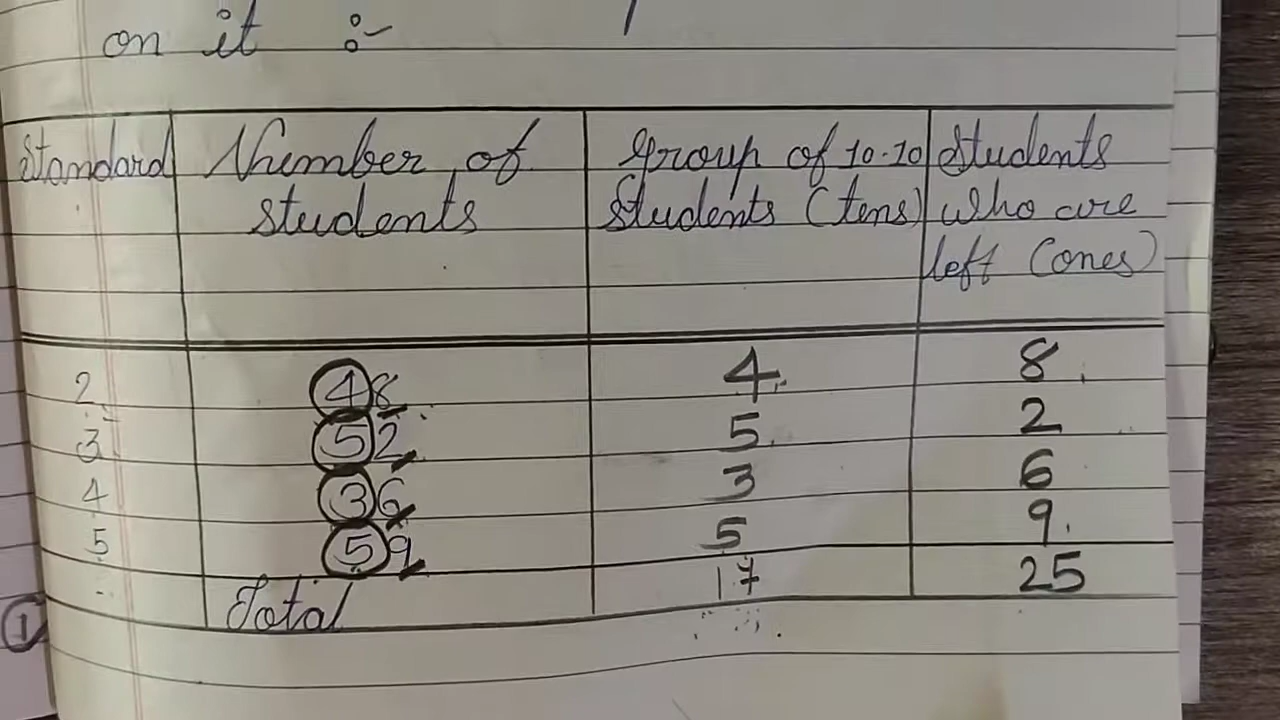 on it :-
Standard Number of Group of 10-10 Students
students Students (tens) who are
left (ones)
2 48 4 8
3 52 5 2
4 36 3 6
5 59 5 9
Total 17 25
1